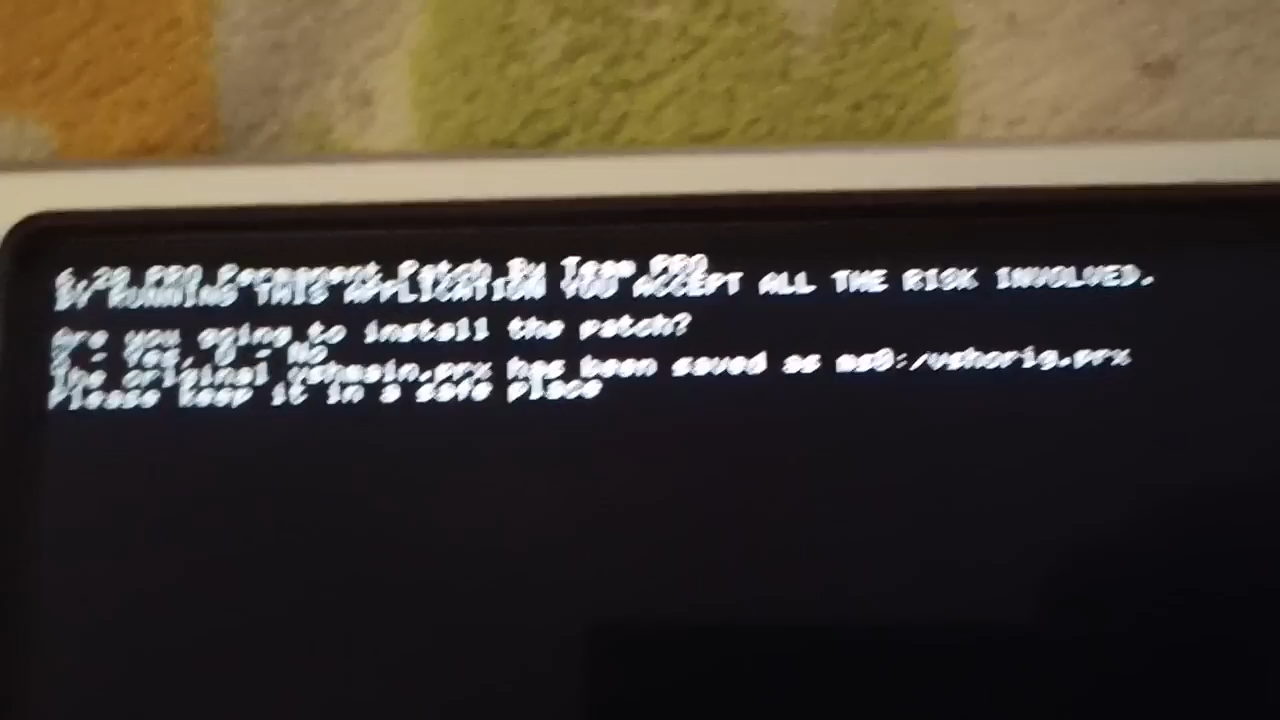 6.20 PRO Permanent Patch By Team PRO
BY RUNNING THIS APPLICATION YOU ACCEPT ALL THE RISK INVOLVED.
Are you going to install the patch?
Yes, - No
The original vshmain.prx has been saved as ms0:/vshorig.prx
Please keep it in a safe place